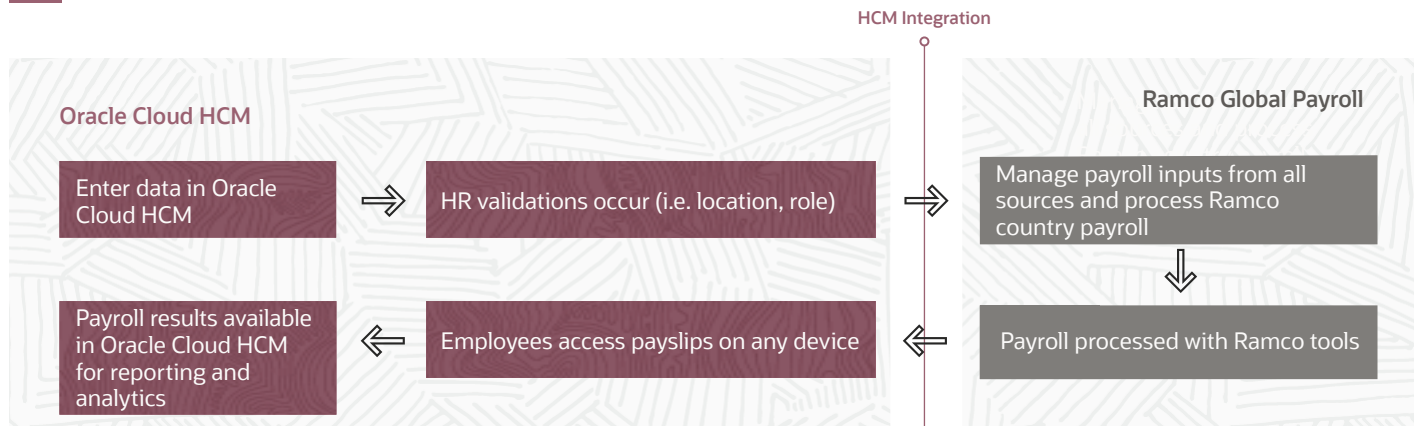 HCM Integration
Oracle Cloud HCM
Ramco Global Payroll
Enter data in Oracle
Cloud HCM
HR validations occur (i.e. location, role)
Manage payroll inputs from all
sources and process Ramco
country payroll
Payroll results available
in Oracle Cloud HCM
for reporting and
analytics
Employees access payslips on any device
Payroll processed with Ramco tools